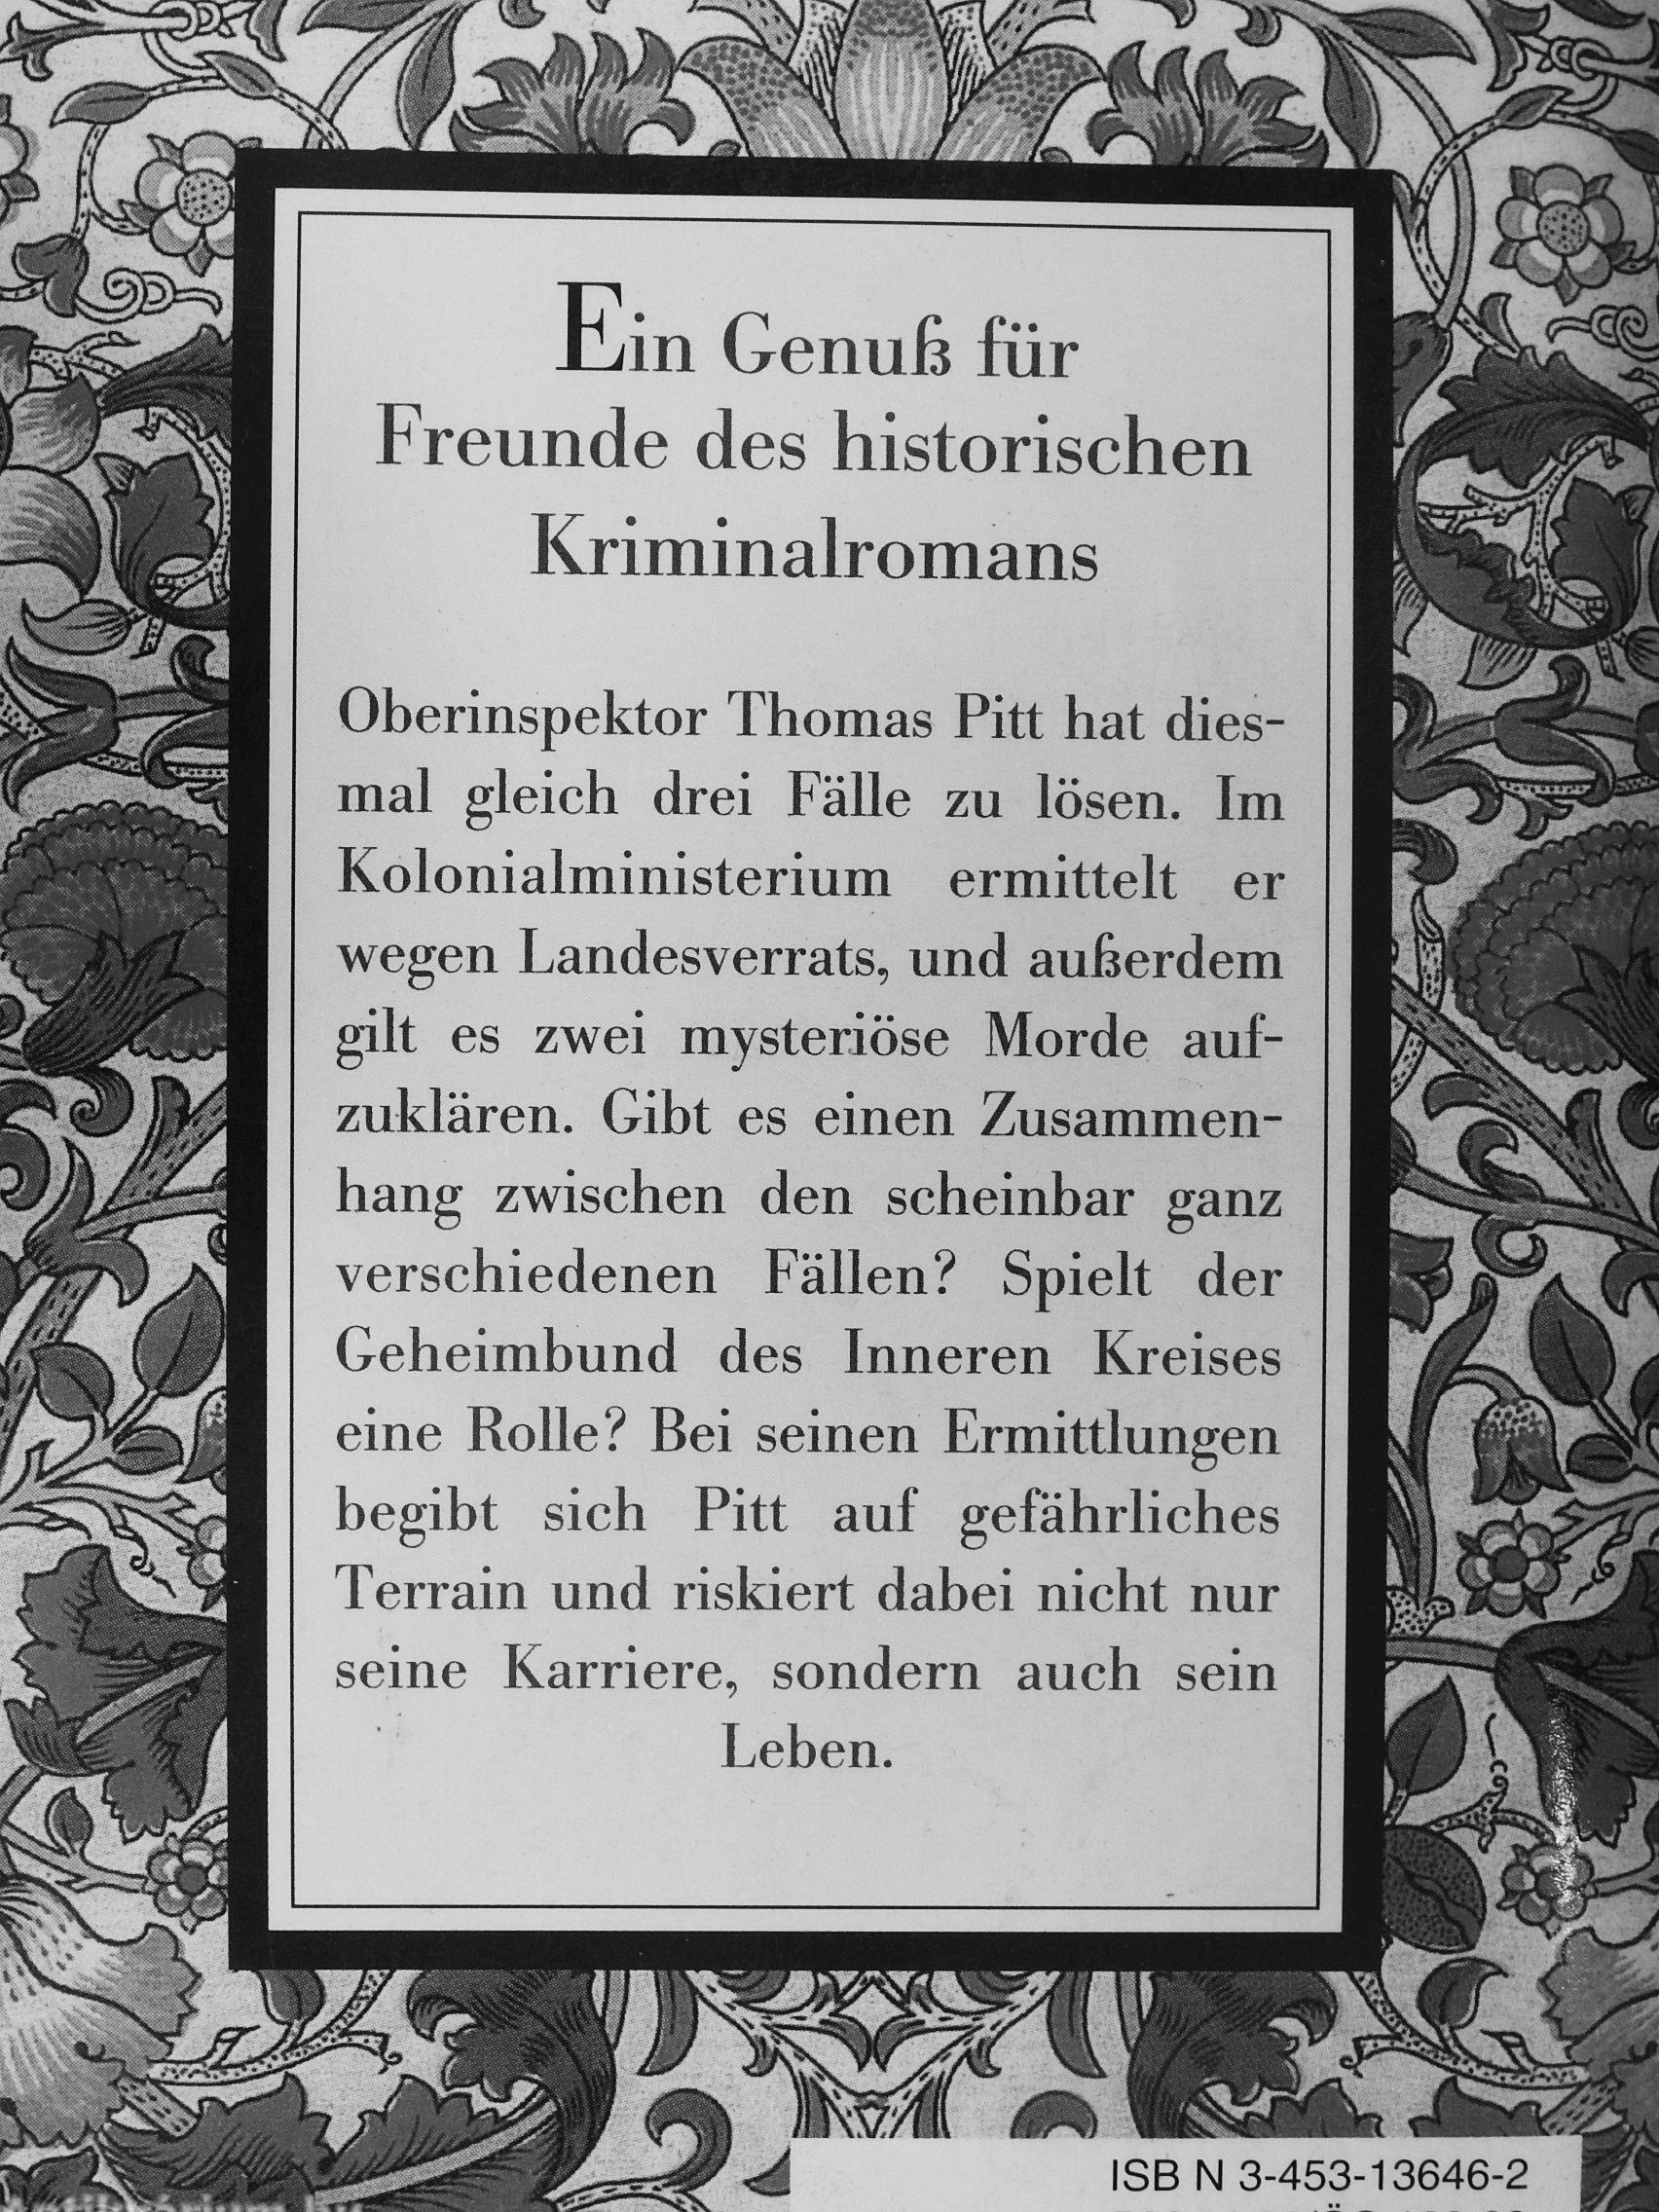 Ein Genuß für
Freunde des historischen
Kriminalromans
Oberinspektor Thomas Pitt hat dies-
mal gleich drei Fälle zu lösen. Im
Kolonialministerium ermittelt er
wegen Landesverrats, und außerdem
gilt es zwei mysteriöse Morde auf-
zuklären. Gibt es einen Zusammen-
hang zwischen den scheinbar ganz
verschiedenen Fällen? Spielt der
Geheimbund des Inneren Kreises
eine Rolle? Bei seinen Ermittlungen
begibt sich Pitt auf gefährliches
Terrain und riskiert dabei nicht nur
seine Karriere, sondern auch sein
Leben.
ISB N 3-453-13646-2